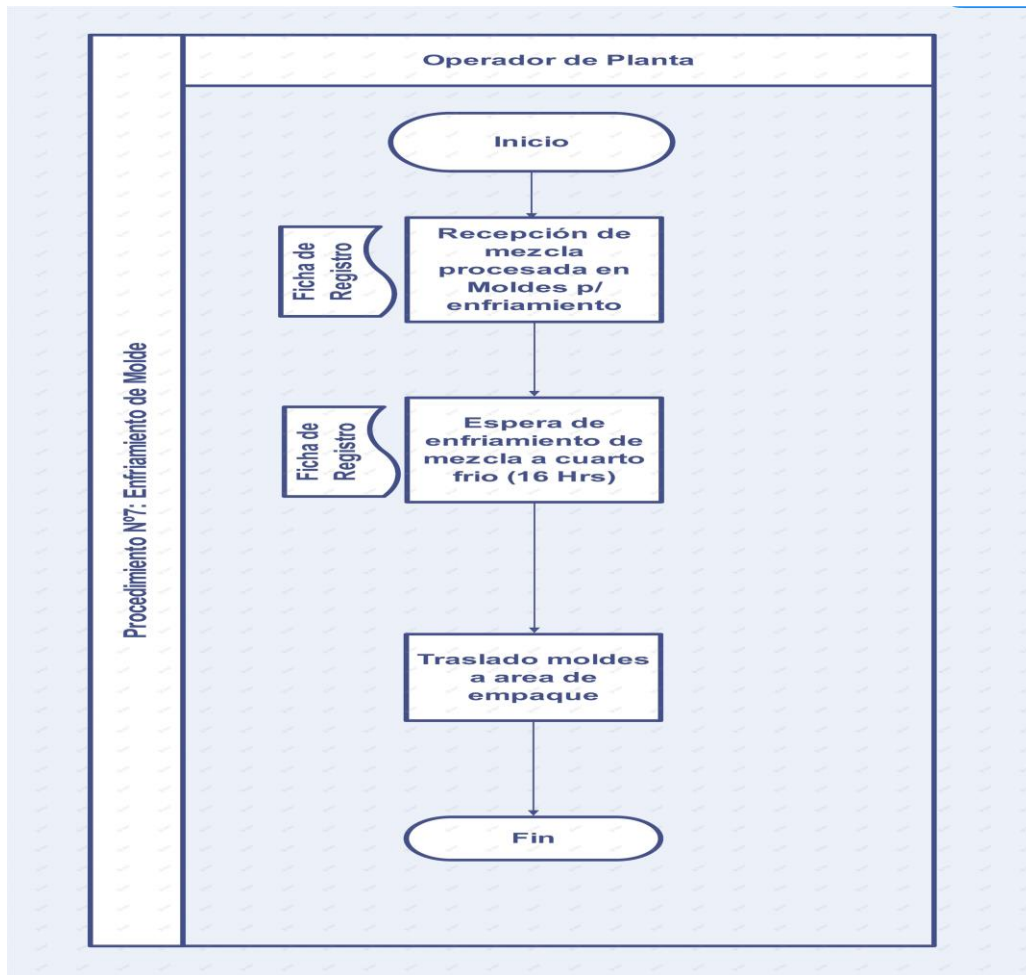 Operador de Planta
Procedimiento Nº7: Enfriamiento de Molde
Inicio
Ficha de
Registro
Recepción de
mezcla
procesada en
Moldes p/
enfriamiento
Ficha de
Registro
Espera de
enfriamiento de
mezcla a cuarto
frio (16 Hrs)
Traslado moldes
a area de
empaque
Fin